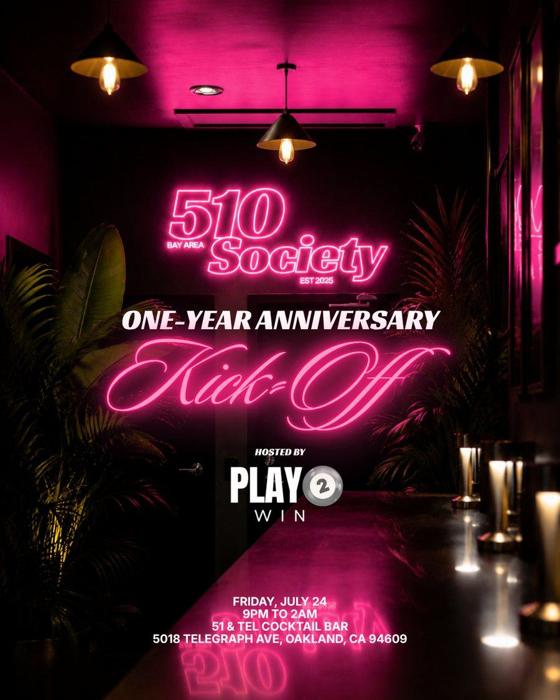 510
BAY AREA
Society
EST 2025
ONE-YEAR ANNIVERSARY
Kick-Off
HOSTED BY
PLAY 2
WIN
FRIDAY, JULY 24
9PM TO 2AM
51 & TEL COCKTAIL BAR
5018 TELEGRAPH AVE, OAKLAND, CA 94609
510